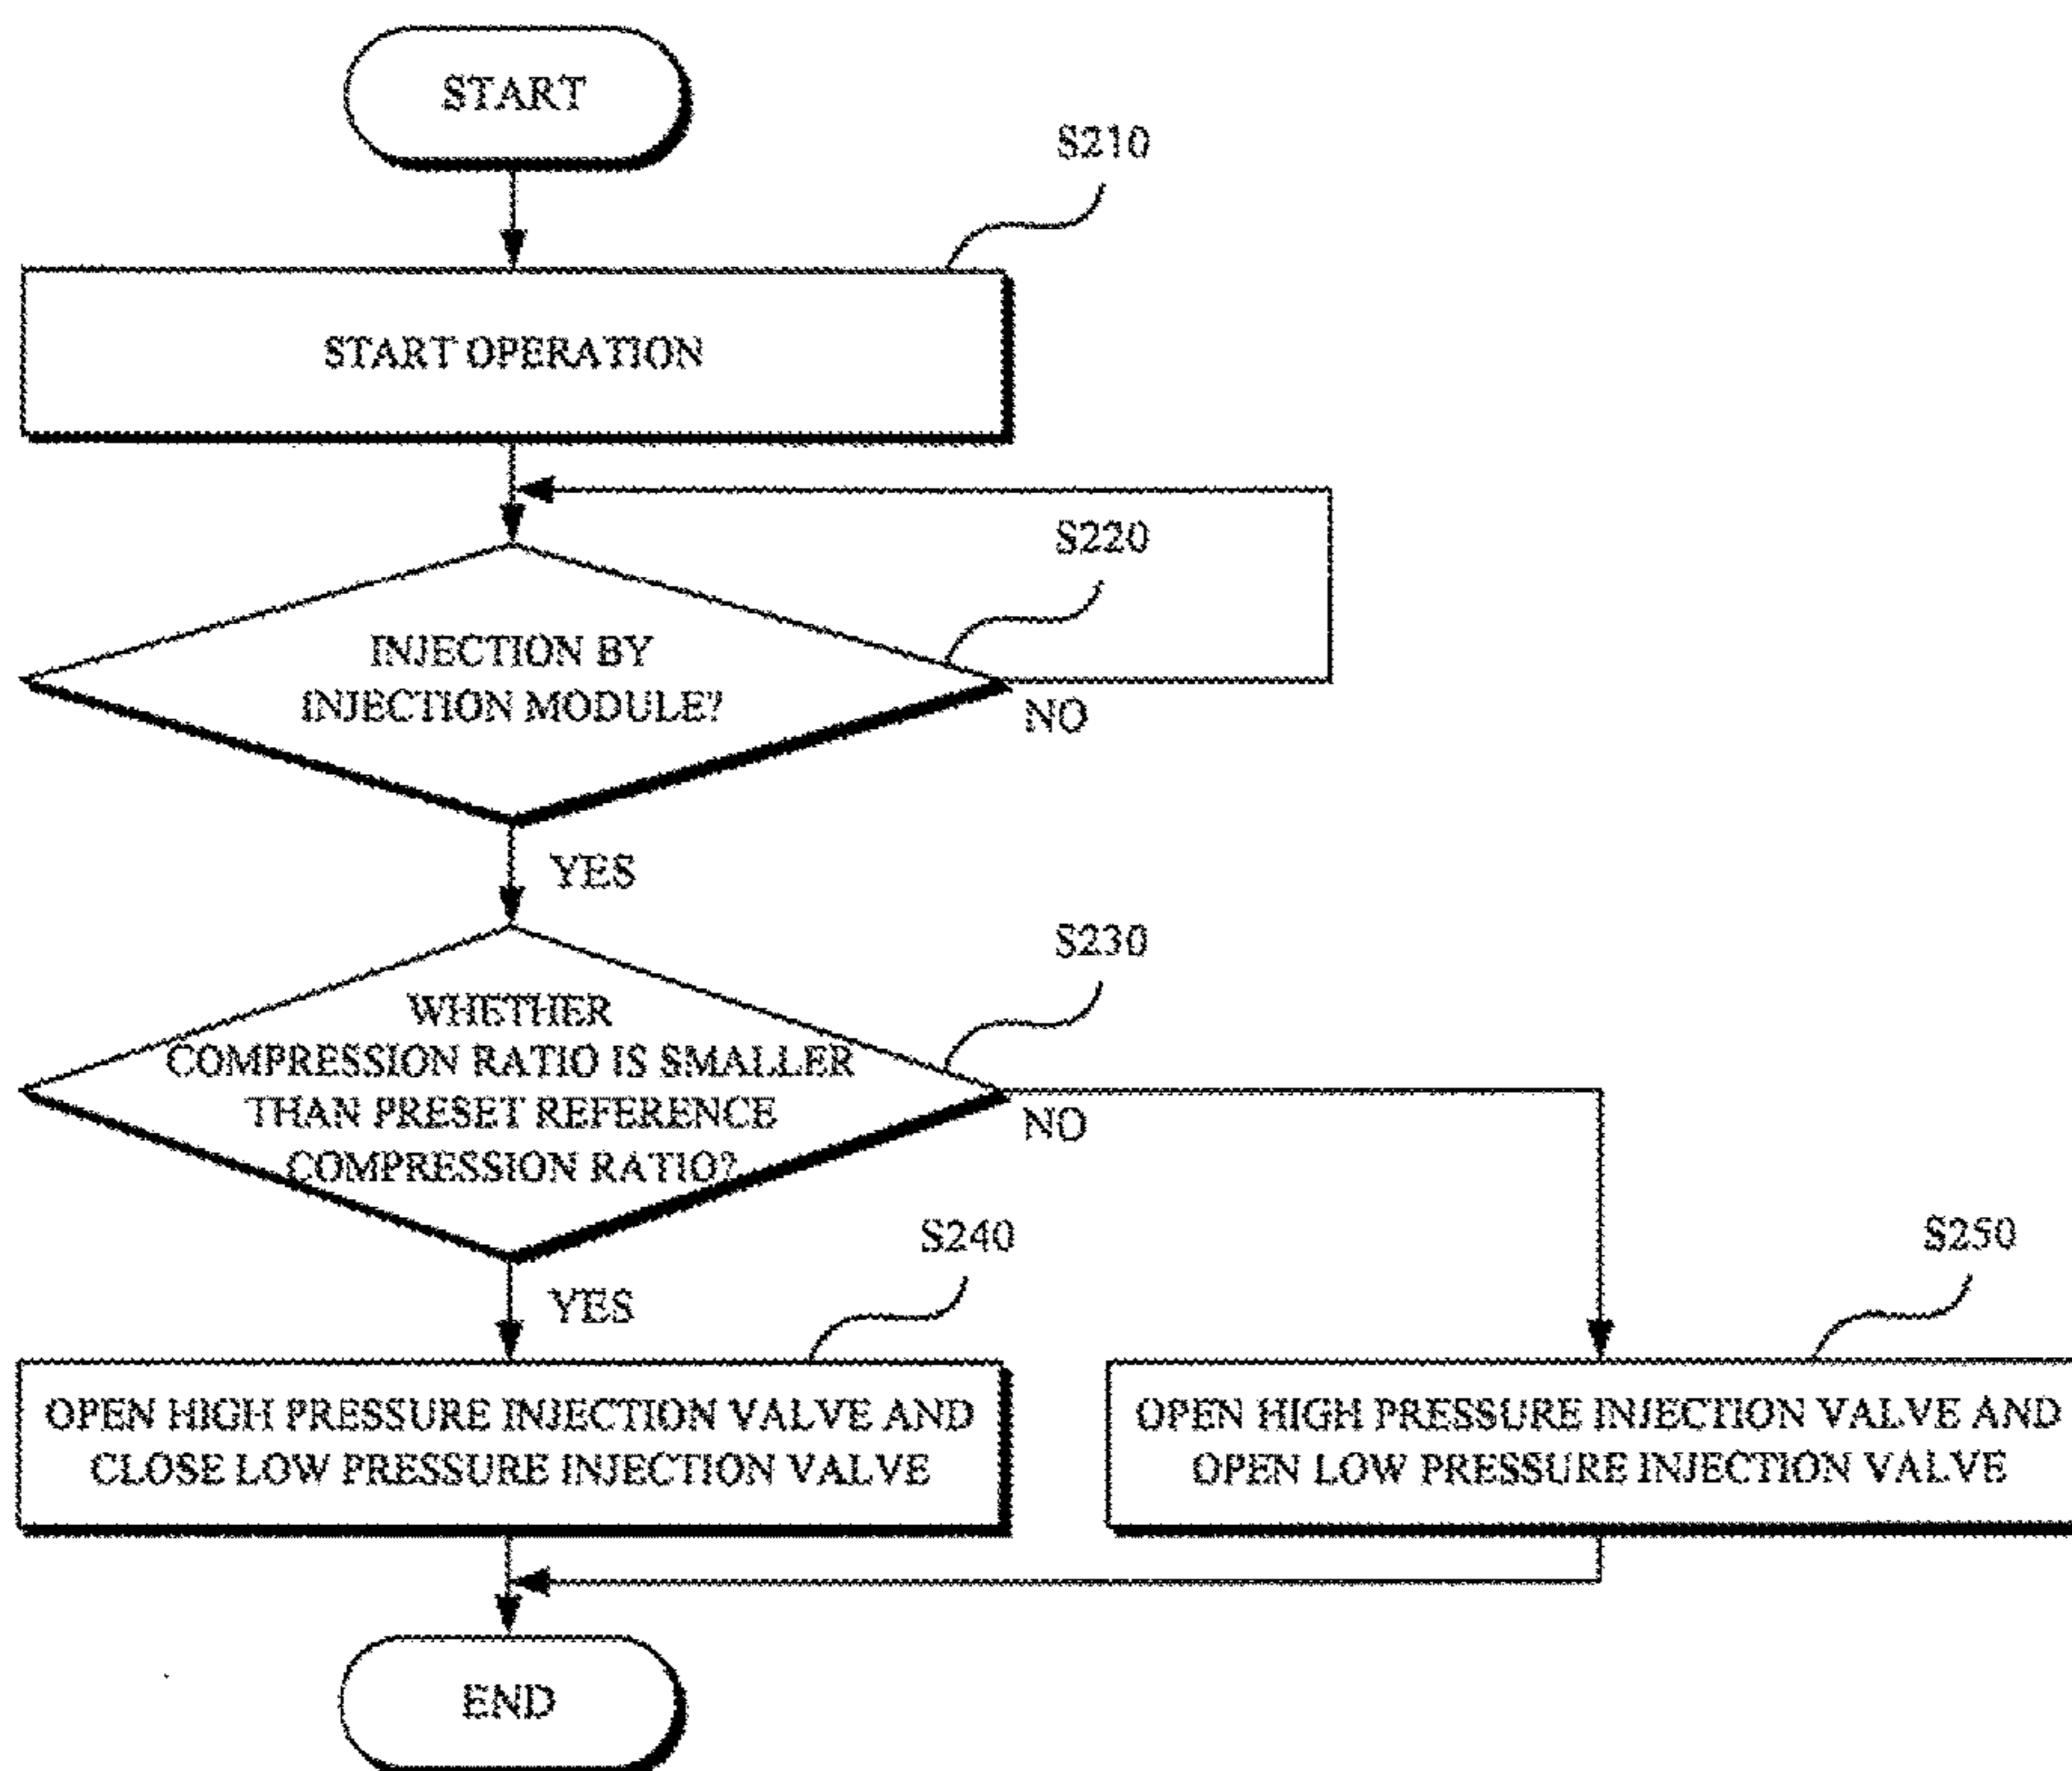 START
S210
START OPERATION
S220
INJECTION BY
INJECTION MODULE?
NO
YES
S230
WHETHER
COMPRESSION RATIO IS SMALLER
THAN PRESET REFERENCE
COMPRESSION RATIO?
NO
YES
S240
OPEN HIGH PRESSURE INJECTION VALVE AND
CLOSE LOW PRESSURE INJECTION VALVE
S250
OPEN HIGH PRESSURE INJECTION VALVE AND
OPEN LOW PRESSURE INJECTION VALVE
END